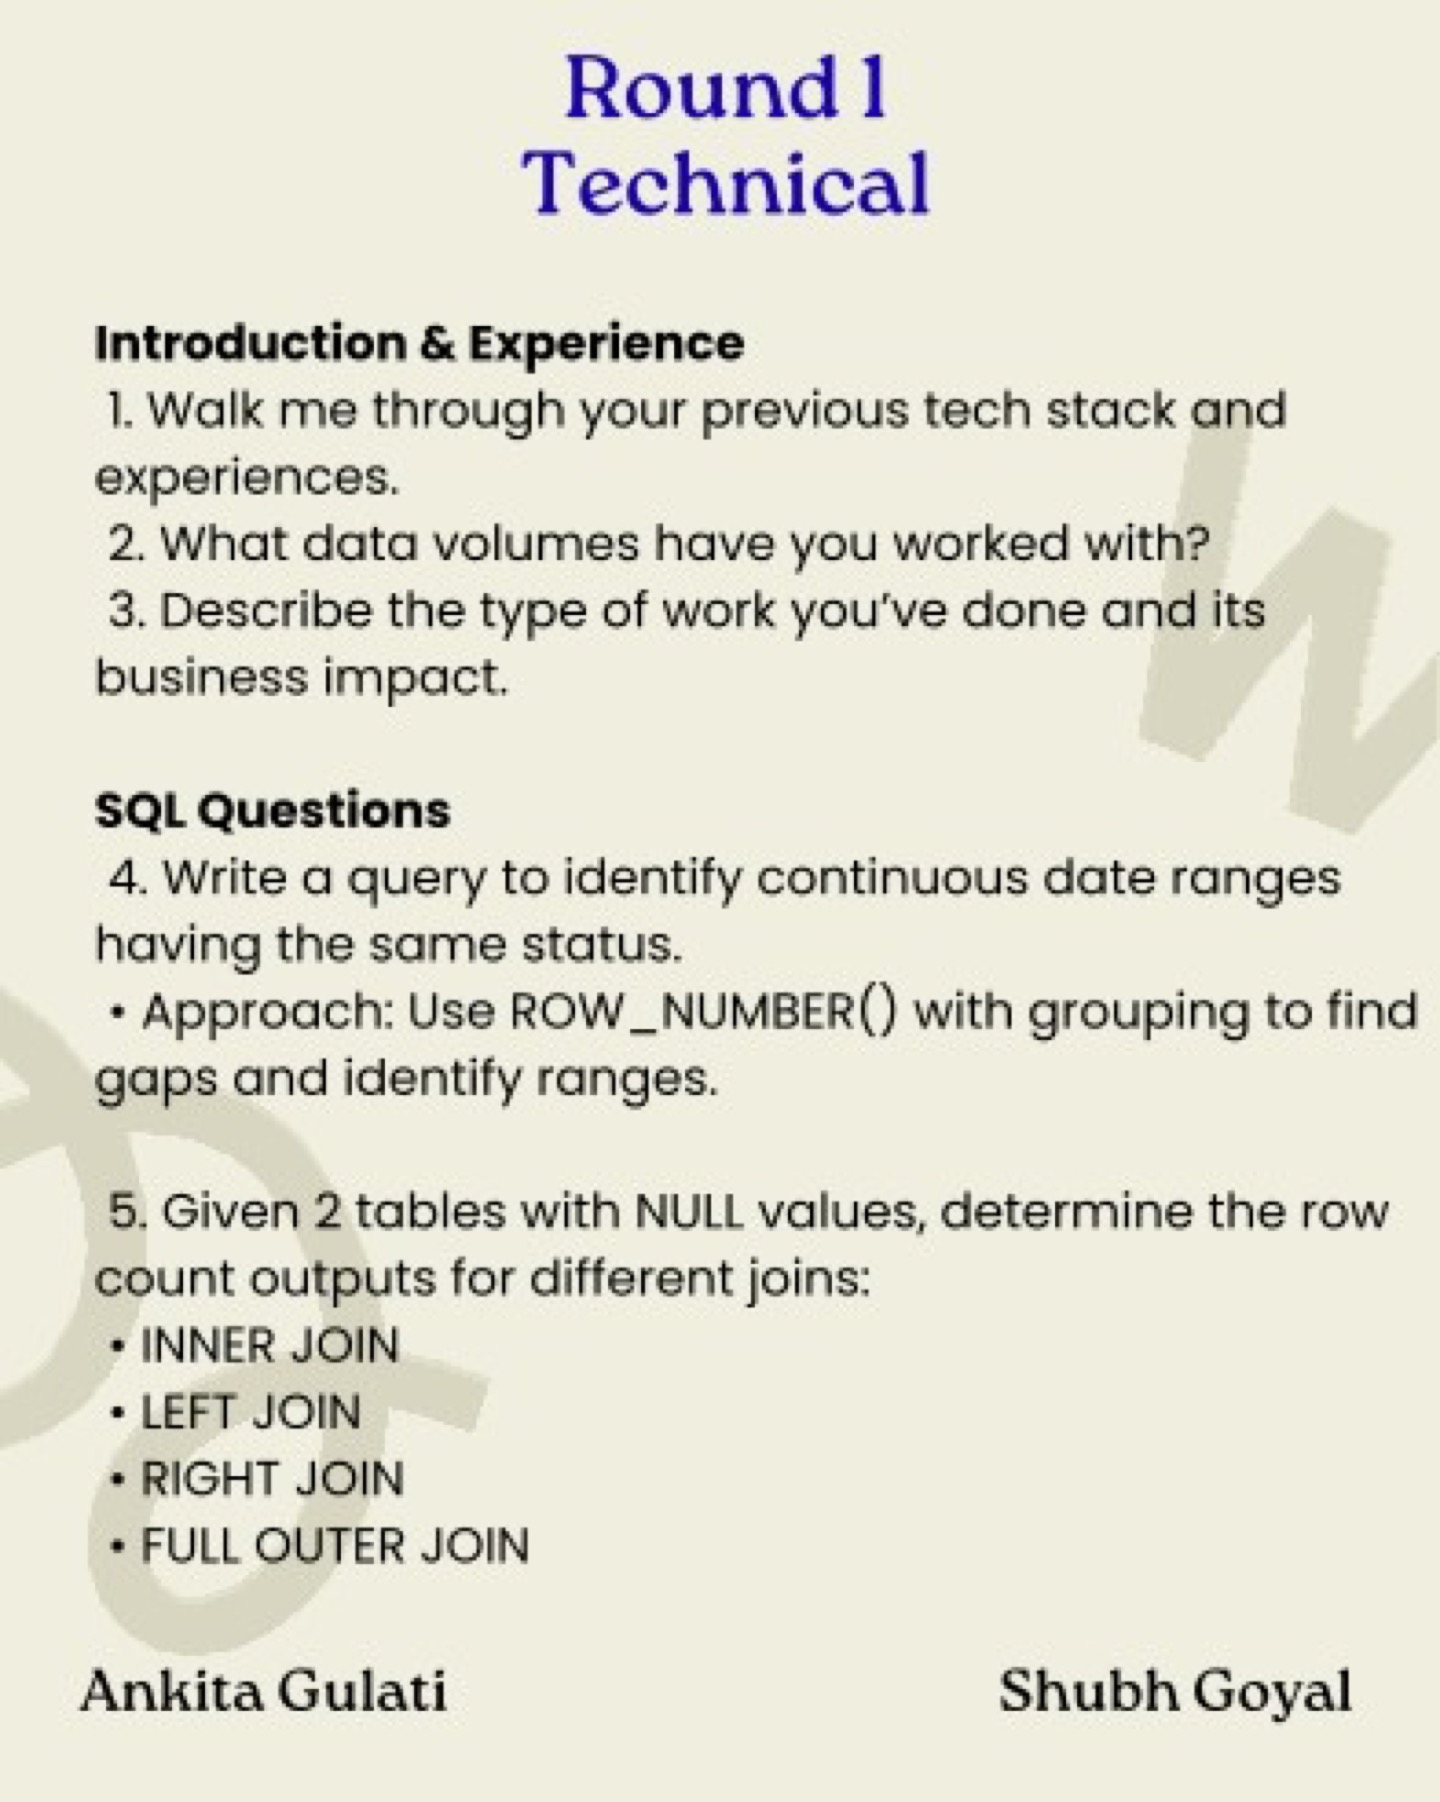 Round 1
Technical
Introduction & Experience
1. Walk me through your previous tech stack and
experiences.
2. What data volumes have you worked with?
3. Describe the type of work you’ve done and its
business impact.
SQL Questions
4. Write a query to identify continuous date ranges
having the same status.
• Approach: Use ROW_NUMBER() with grouping to find
gaps and identify ranges.
5. Given 2 tables with NULL values, determine the row
count outputs for different joins:
• INNER JOIN
• LEFT JOIN
• RIGHT JOIN
• FULL OUTER JOIN
Ankita Gulati
Shubh Goyal